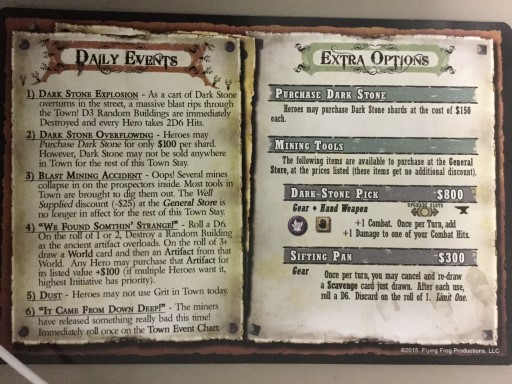 Daily Events
1) Dark Stone Explosion - As a cart of Dark Stone
overturns in the street, a massive blast rips through
the Town! D3 Random Buildings are immediately
Destroyed and every Hero takes 2D6 Hits.
2) Dark Stone Overflowing - Heroes may
Purchase Dark Stone for only $100 per shard.
However, Dark Stone may not be sold anywhere
in Town for the rest of this Town Stay.
3) Blast Mining Accident - Oops! Several mines
collapse in on the prospectors inside. Most tools in
Town are brought to dig them out. The Well
Supplied discount (-$25) at the General Store is
no longer in affect for the rest of this Town Stay.
4) "We Found Somthin' Strange!" - Roll a D6.
On the roll of 1 or 2, Destroy a Random Building
as the ancient artifact overloads. On the roll of 3+
draw a World card and then an Artifact from that
World. Any Hero may purchase that Artifact for
its listed value +$100 (if multiple Heroes want it,
highest Initiative has priority).
5) Dust - Heroes may not use Grit in Town today.
6) "It Came From Down Deep!" - The miners
have released something really bad this time!
Immediately roll once on the Town Event Chart.
Extra Options
Purchase Dark Stone
Heroes may purchase Dark Stone shards at the cost of $150
each.
Mining Tools
The following items are available to purchase at the General
Store, at the prices listed (these items get no additional discount).
Dark Stone Pick $800
Gear • Hand Weapon Upgrade Slots
+1 Combat. Once per Turn, add
+1 Damage to one of your Combat Hits.
Sifting Pan $300
Gear Once per turn, you may cancel and re-draw
a Scavenge card just drawn. After each use,
roll a D6. Discard on the roll of 1. Limit One.
©2015 Flying Frog Productions, LLC